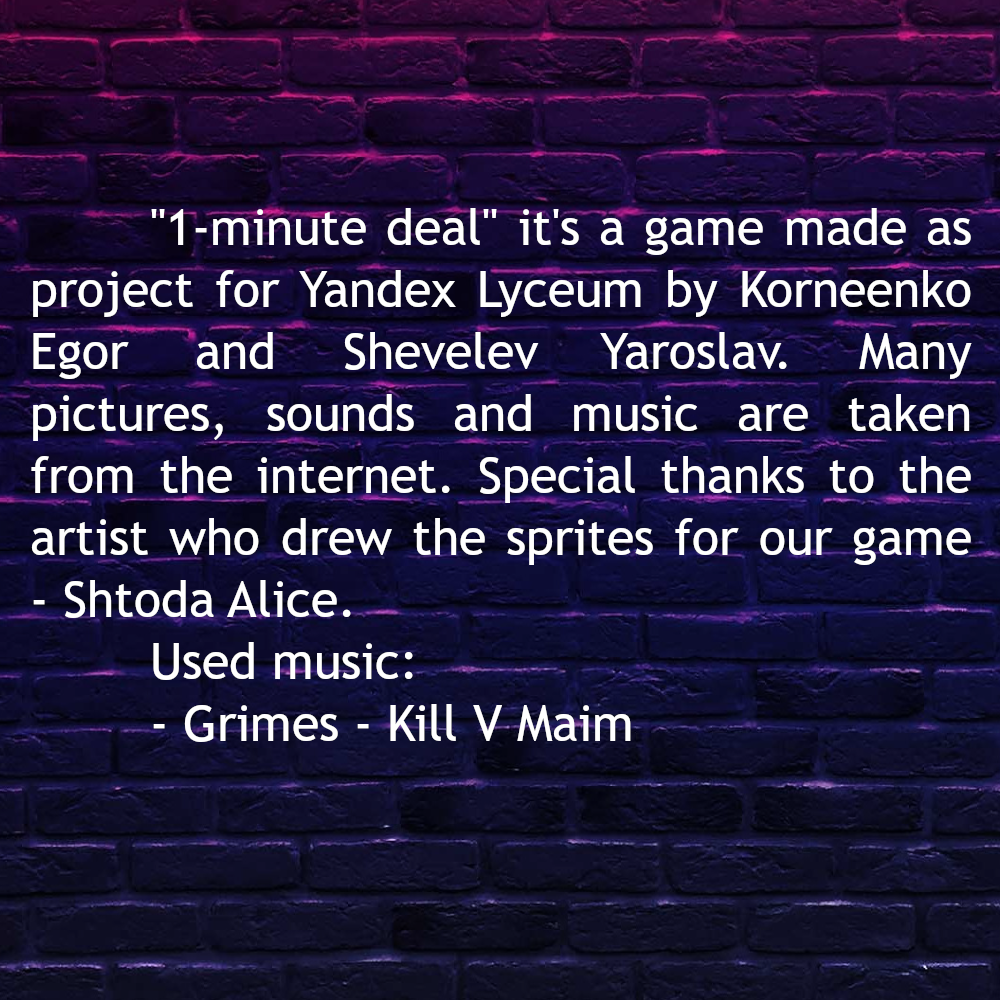 "1-minute deal" it's a game made as
project for Yandex Lyceum by Korneenko
Egor and Shevelev Yaroslav. Many
pictures, sounds and music are taken
from the internet. Special thanks to the
artist who drew the sprites for our game
- Shtoda Alice.
Used music:
- Grimes - Kill V Maim